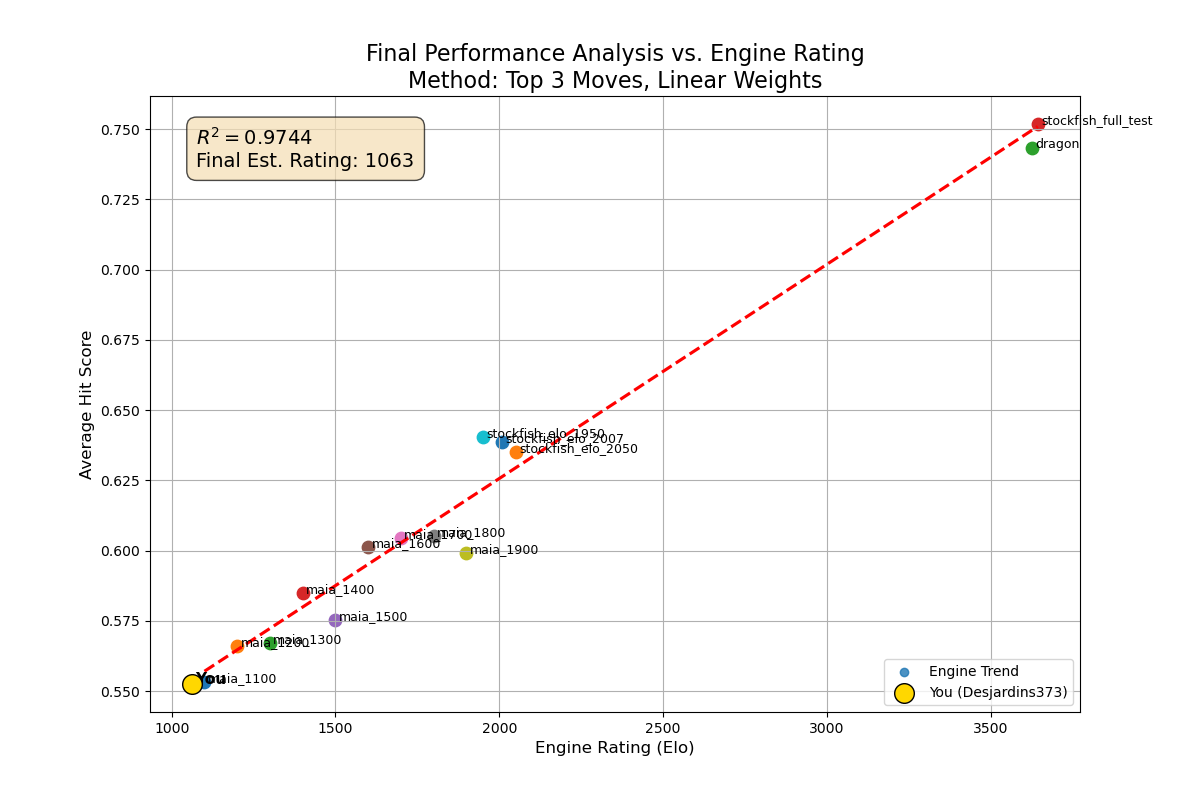 Final Performance Analysis vs. Engine Rating
Method: Top 3 Moves, Linear Weights
R² = 0.9744
Final Est. Rating: 1063
Average Hit Score
0.750
0.725
0.700
0.675
0.650
0.625
0.600
0.575
0.550
stockfish_full_test
dragon
stockfish_elo_1950
stockfish_elo_2007
stockfish_elo_2050
maia_1800
maia_1700
maia_1600
maia_1900
maia_1400
maia_1500
maia_1300
maia_1200
You
maia_1100
Engine Trend
You (Desjardins373)
1000 1500 2000 2500 3000 3500
Engine Rating (Elo)